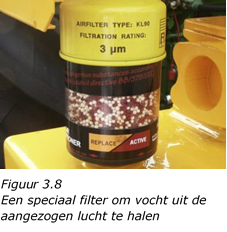 AIRFILTER TYPE: KL90
FILTRATION RATING:
3 µm
REPLACE
ACTIVE
Figuur 3.8
Een speciaal filter om vocht uit de
aangezogen lucht te halen